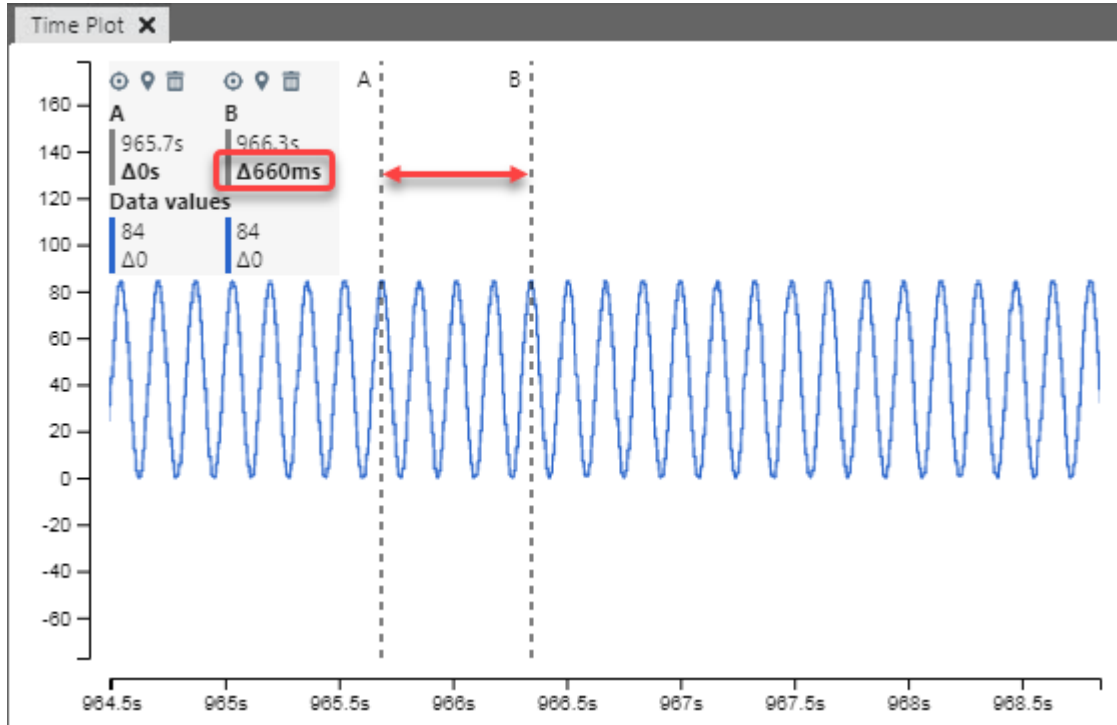 Time Plot
A B
A B
965.7s 966.3s
Δ0s Δ660ms
Data values
84 84
Δ0 Δ0
160
140
120
100
80
60
40
20
0
-20
-40
-60
964.5s 965s 965.5s 966s 966.5s 967s 967.5s 968s 968.5s